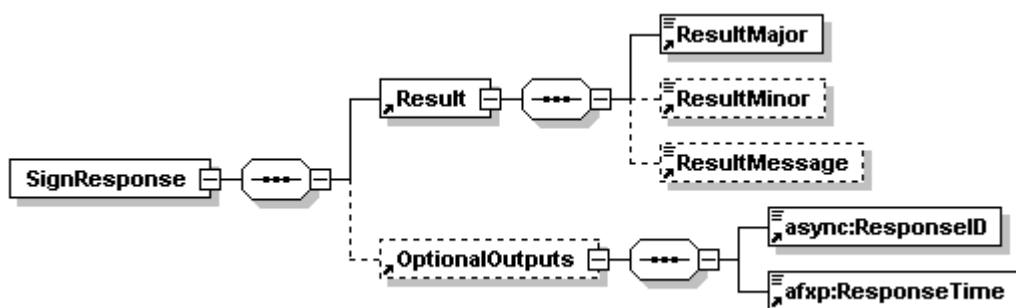 ResultMajor
Result
ResultMinor
ResultMessage
SignResponse
async:ResponseID
OptionalOutputs
afxp:ResponseTime